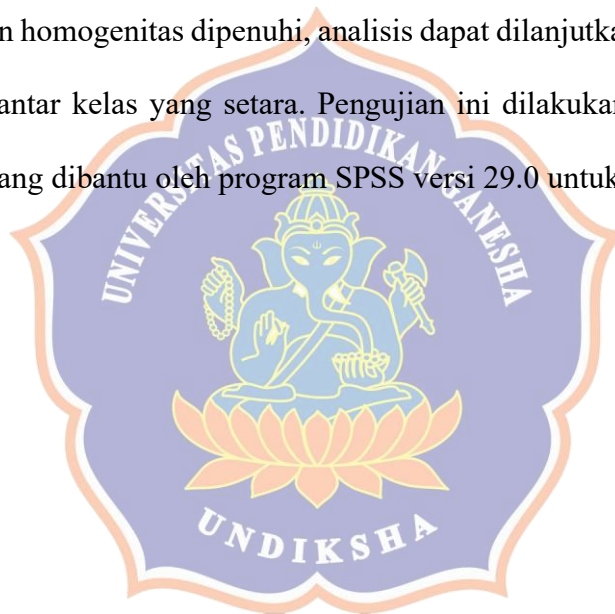 n homogenitas dipenuhi, analisis dapat dilanjutka
antar kelas yang setara. Pengujian ini dilakukan
ang dibantu oleh program SPSS versi 29.0 untuk
UNIVERSITAS PENDIDIKAN GANESHA
UNDIKSHA